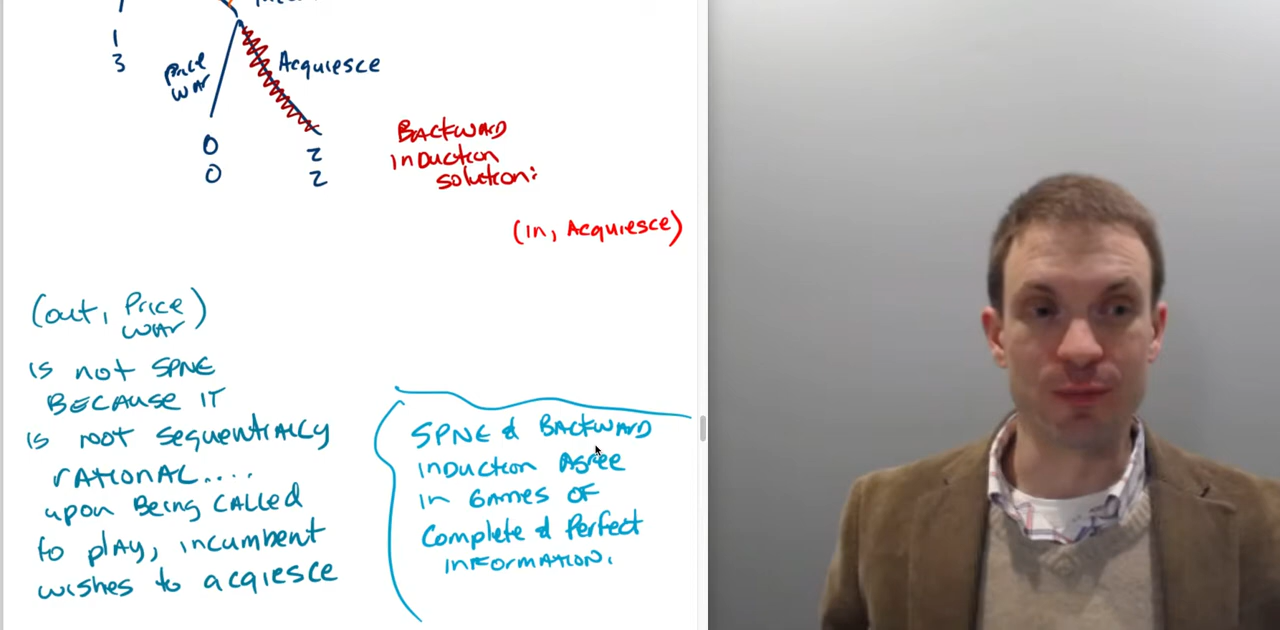 1
3
Price
WAR
Acquiesce
0
0
2
2
BACKWARD
INDUCTION
SOLUTION:
(IN, Acquiesce)
(out, Price
WAR)
is not SPNE
BECAUSE IT
is not sequentially
rational....
upon Being CALLED
to play, incumbent
wishes to acqiesce
SPNE & BACKWARD
INDUCTION Agree
IN GAMES OF
Complete & Perfect
INFORMATION.